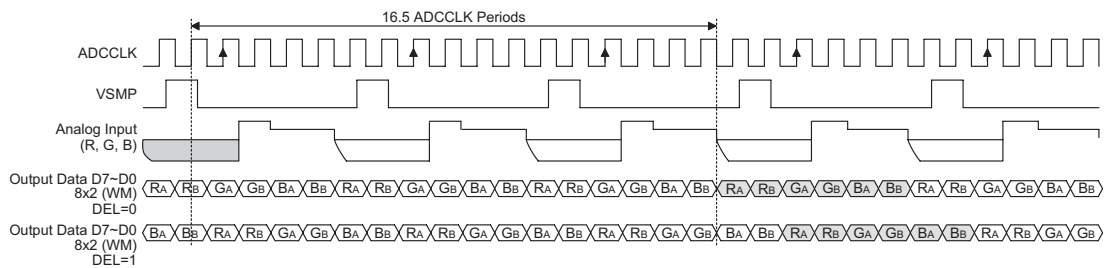 16.5 ADCCLK Periods
ADCCLK
VSMP
Analog Input
(R, G, B)
Output Data D7~D0
8x2 (WM)
DEL=0
RA RB GA GB BA BB RA RB GA GB BA BB RA RB GA GB BA BB RA RB GA GB BA BB RA RB GA GB BA BB
Output Data D7~D0
8x2 (WM)
DEL=1
BA BB RA RB GA GB BA BB RA RB GA GB BA BB RA RB GA GB BA BB RA RB GA GB BA BB RA RB GA GB